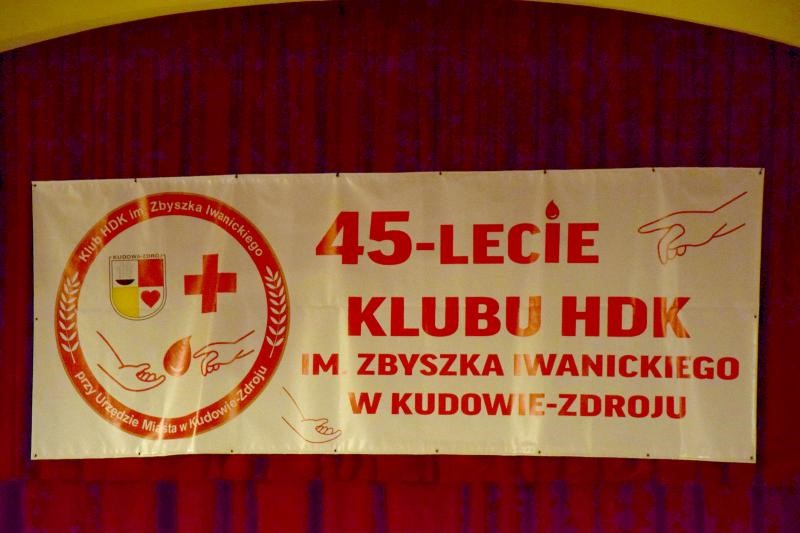 Klub HDK im. Zbyszka Iwanickiego
KUDOWA-ZDRÓJ
przy Urzędzie Miasta w Kudowie-Zdroju
45-LECIE
KLUBU HDK
IM. ZBYSZKA IWANICKIEGO
W KUDOWIE-ZDROJU